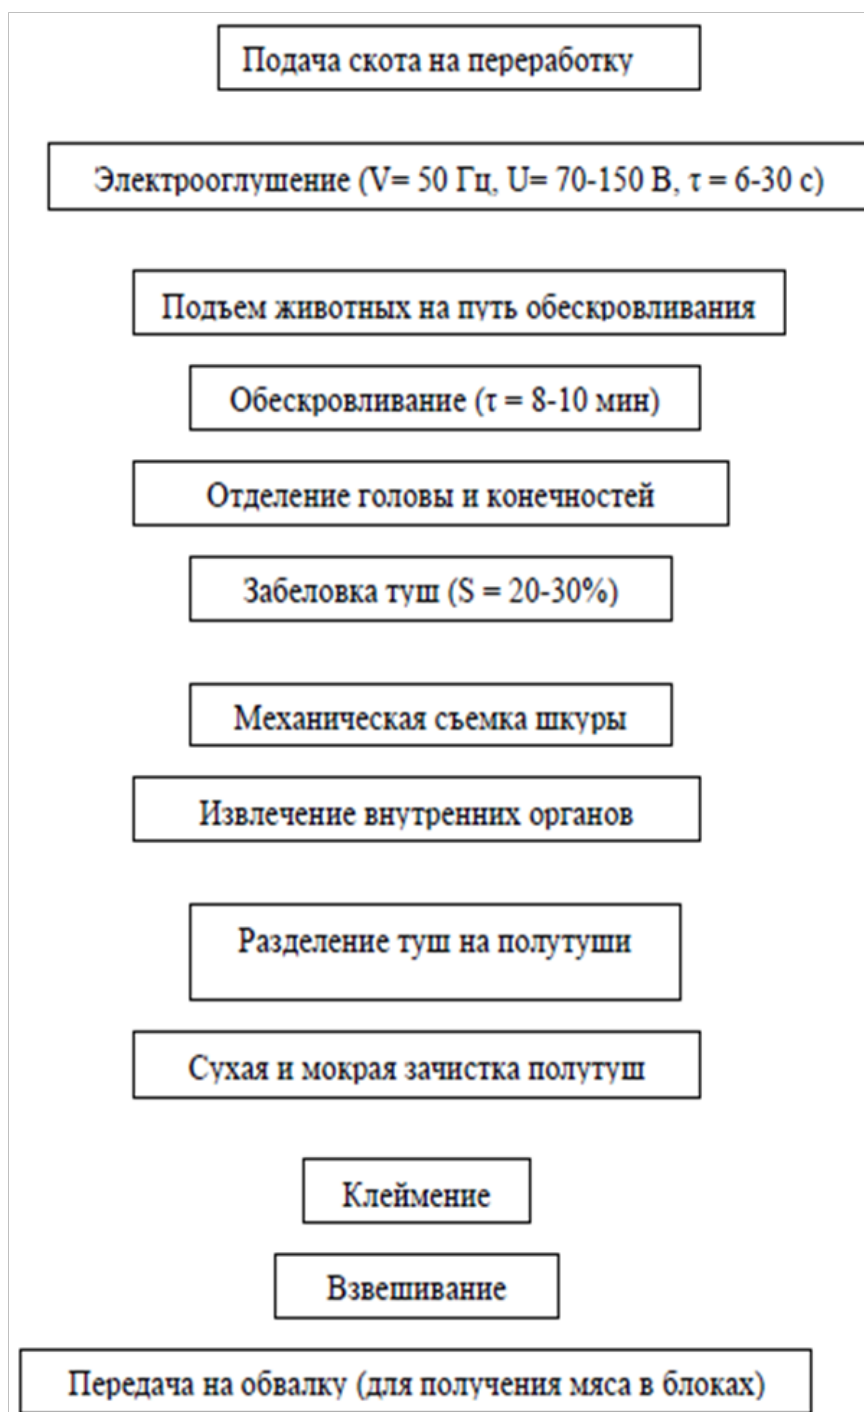 Подача скота на переработку
Электрооглушение (V= 50 Гц, U= 70-150 В, τ = 6-30 с)
Подъем животных на путь обескровливания
Обескровливание (τ = 8-10 мин)
Отделение головы и конечностей
Забеловка туш (S = 20-30%)
Механическая съемка шкуры
Извлечение внутренних органов
Разделение туш на полутуши
Сухая и мокрая зачистка полутуш
Клеймение
Взвешивание
Передача на обвалку (для получения мяса в блоках)